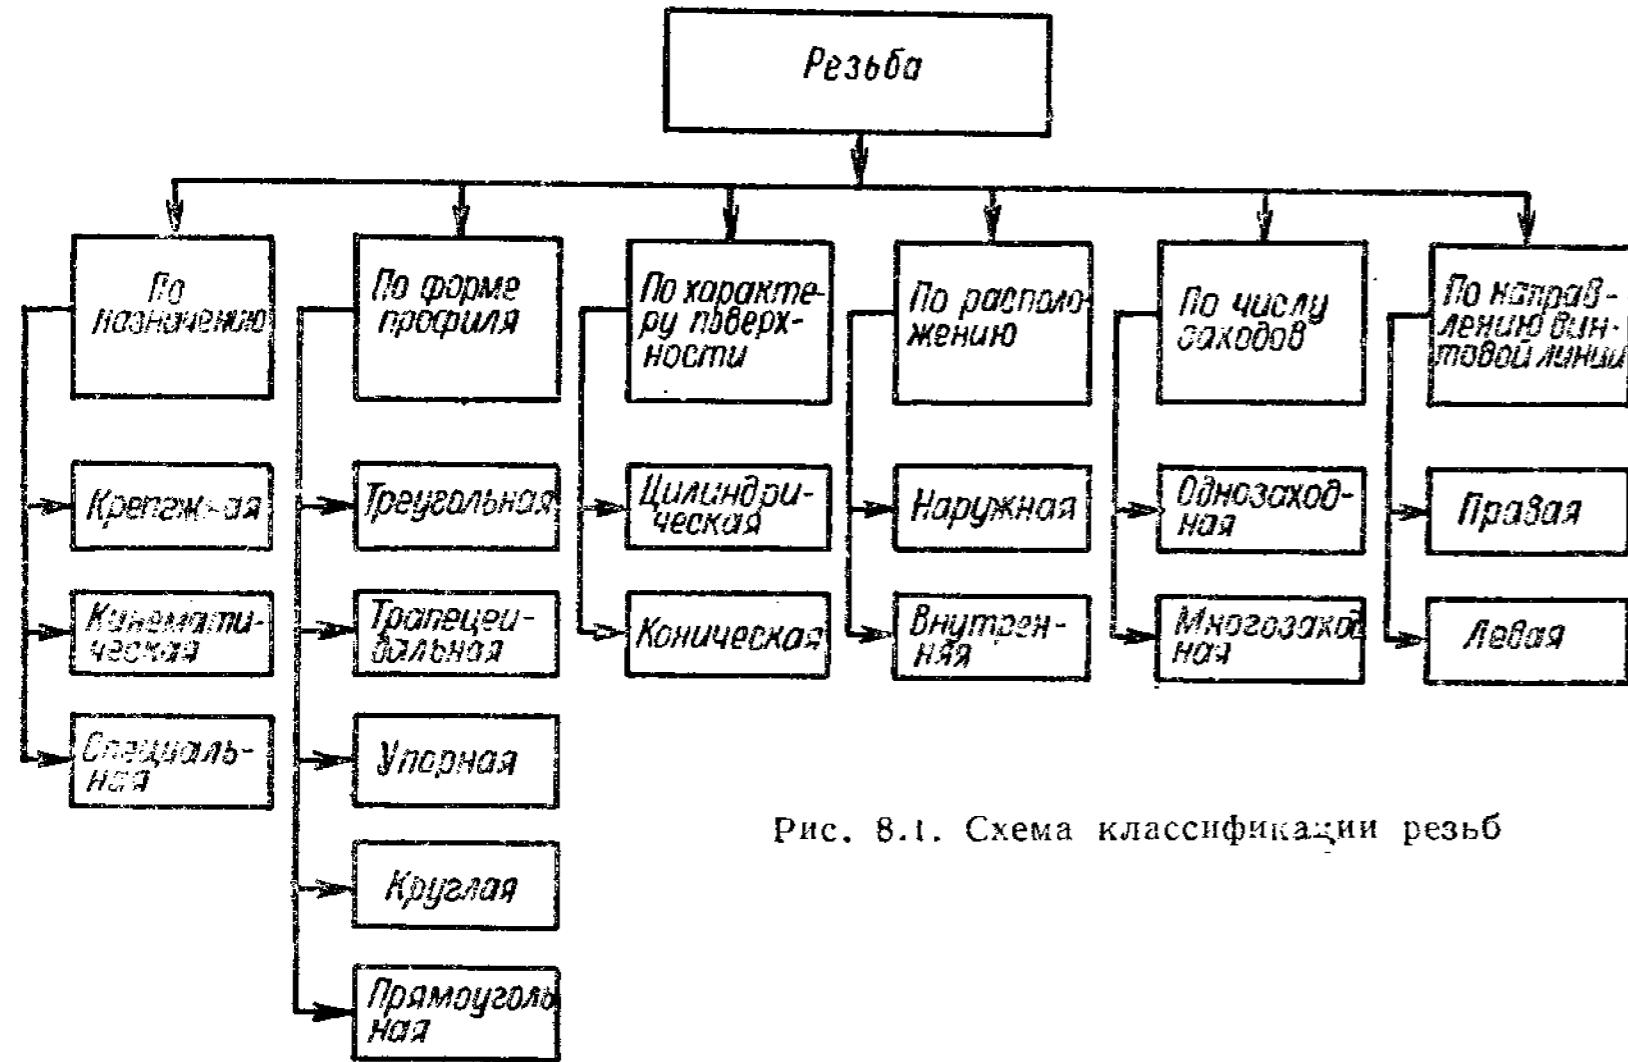 Резьба
По
назначению
По форме
профиля
По характе-
ру поверх-
ности
По располо-
жению
По числу
заходов
По направ-
лению вин-
товой линии
Крепежная
Кинемати-
ческая
Специаль-
ная
Треугольная
Трапецеи-
дальная
Упорная
Круглая
Прямоуголь
ная
Цилиндри-
ческая
Коническая
Наружная
Внутрен-
няя
Однозаход-
ная
Многозаход
ная
Правая
Левая
Рис. 8.1. Схема классификации резьб